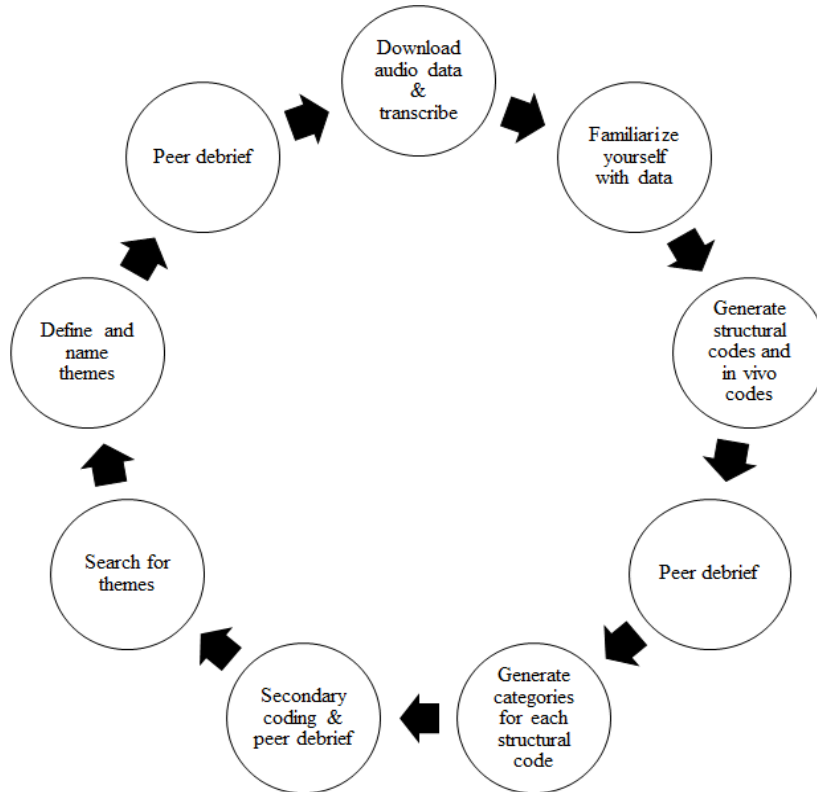 Download
audio data
&
transcribe
Familiarize
yourself
with data
Generate
structural
codes and
in vivo
codes
Peer debrief
Generate
categories
for each
structural
code
Secondary
coding &
peer debrief
Search for
themes
Define and
name
themes
Peer debrief